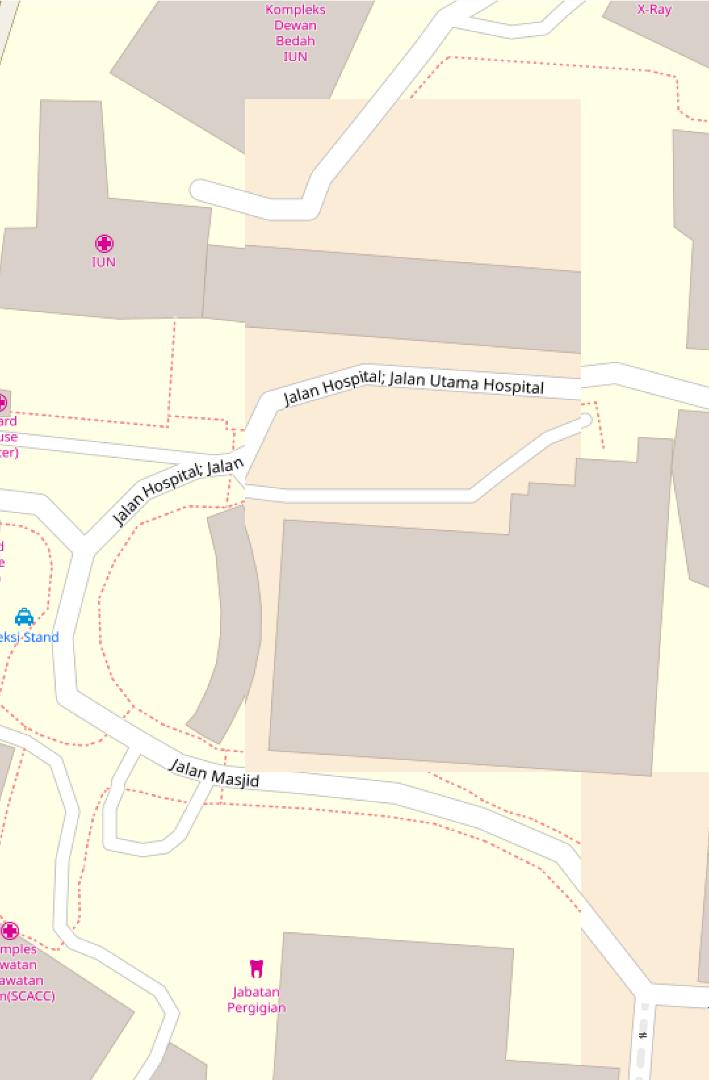 Kompleks
Dewan
Bedah
IUN
X-Ray
IUN
Jalan Hospital; Jalan Utama Hospital
Jalan Hospital; Jalan
Jalan Masjid
Jabatan
Pergigian